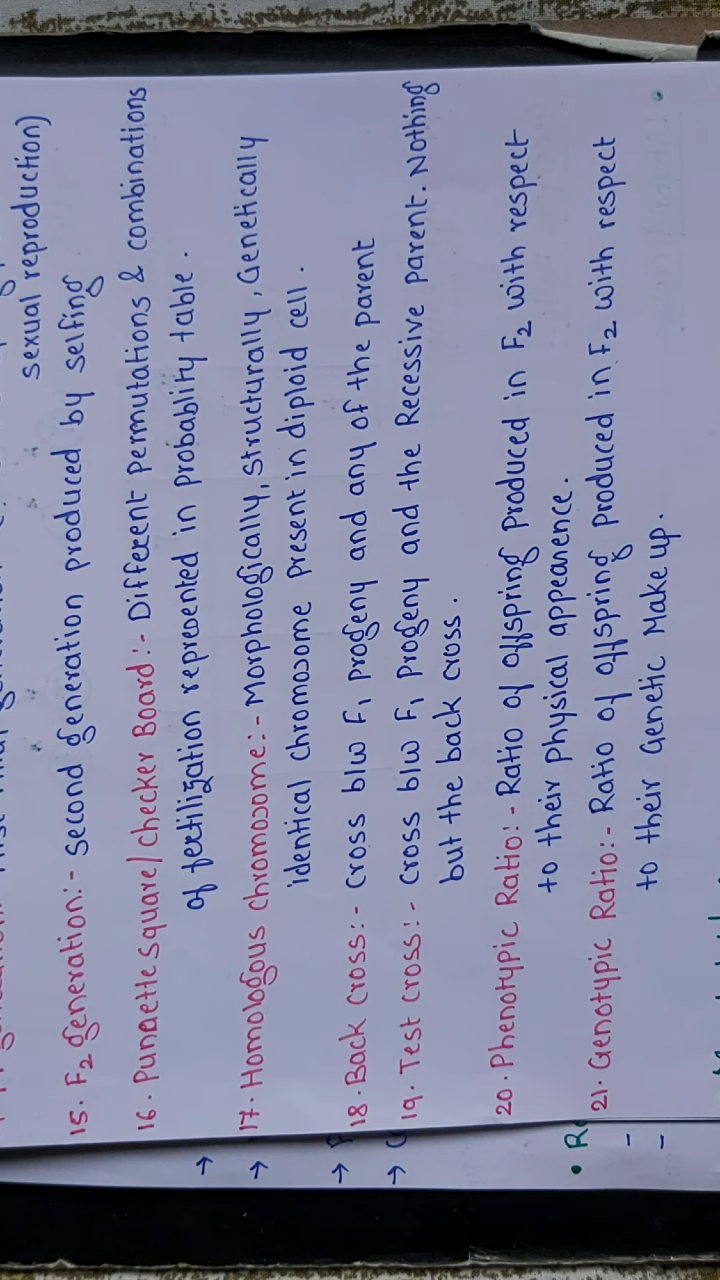 sexual reproduction)
15. F2 generation:- second generation produced by selfing
16. Punnette square/checker Board:- Different permutations & combinations
of fertilization represented in probablity table.
17. Homologous chromosome:- Morphologically, structurally, Genetically
identical chromosome present in diploid cell.
18. Back cross:- cross b/w F1 progeny and any of the parent
19. Test cross:- cross b/w F1 progeny and the Recessive parent. Nothing
but the back cross.
20. Phenotypic Ratio:- Ratio of offspring produced in F2 with respect
to their physical appearence.
21. Genotypic Ratio:- Ratio of offspring produced in F2 with respect
to their Genetic Make up.